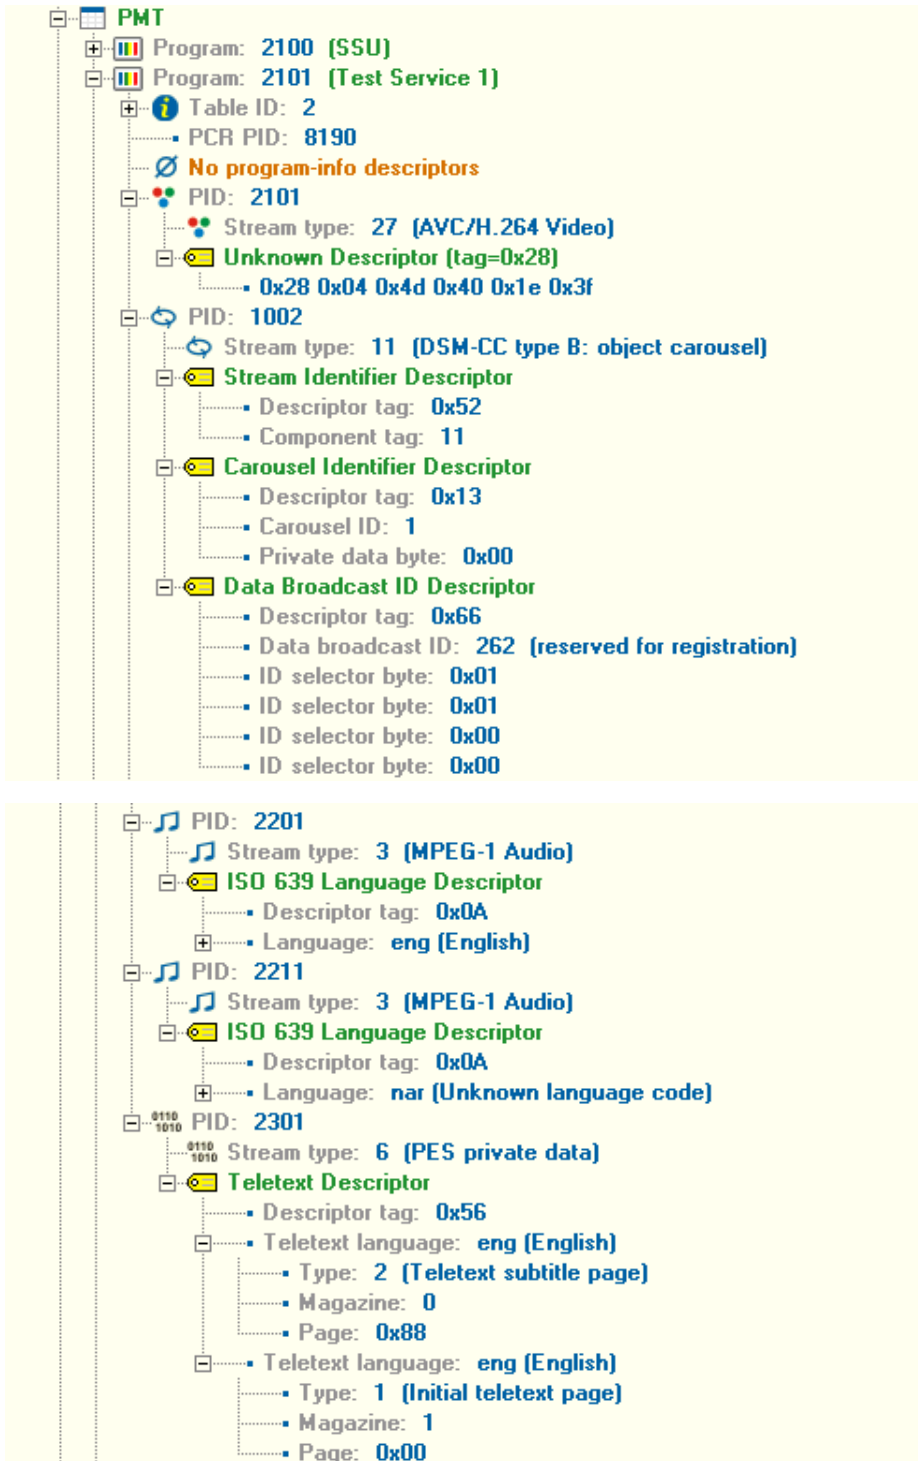 PMT
Program: 2100 (SSU)
Program: 2101 (Test Service 1)
Table ID: 2
PCR PID: 8190
No program-info descriptors
PID: 2101
Stream type: 27 (AVC/H.264 Video)
Unknown Descriptor (tag=0x28)
0x28 0x04 0x4d 0x40 0x1e 0x3f
PID: 1002
Stream type: 11 (DSM-CC type B: object carousel)
Stream Identifier Descriptor
Descriptor tag: 0x52
Component tag: 11
Carousel Identifier Descriptor
Descriptor tag: 0x13
Carousel ID: 1
Private data byte: 0x00
Data Broadcast ID Descriptor
Descriptor tag: 0x66
Data broadcast ID: 262 (reserved for registration)
ID selector byte: 0x01
ID selector byte: 0x01
ID selector byte: 0x00
ID selector byte: 0x00
PID: 2201
Stream type: 3 (MPEG-1 Audio)
ISO 639 Language Descriptor
Descriptor tag: 0x0A
Language: eng (English)
PID: 2211
Stream type: 3 (MPEG-1 Audio)
ISO 639 Language Descriptor
Descriptor tag: 0x0A
Language: nar (Unknown language code)
PID: 2301
Stream type: 6 (PES private data)
Teletext Descriptor
Descriptor tag: 0x56
Teletext language: eng (English)
Type: 2 (Teletext subtitle page)
Magazine: 0
Page: 0x88
Teletext language: eng (English)
Type: 1 (Initial teletext page)
Magazine: 1
Page: 0x00